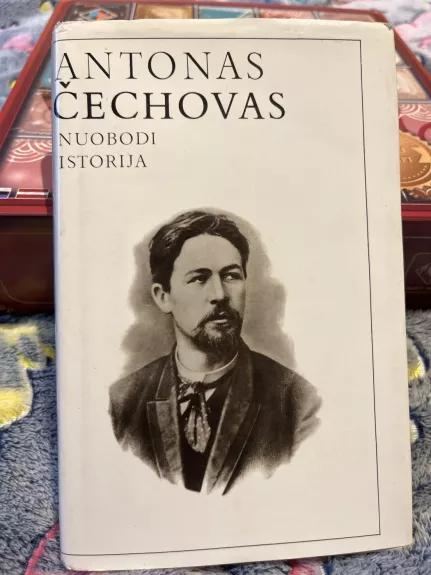 ANTONAS
ČECHOVAS
NUOBODI
ISTORIJA